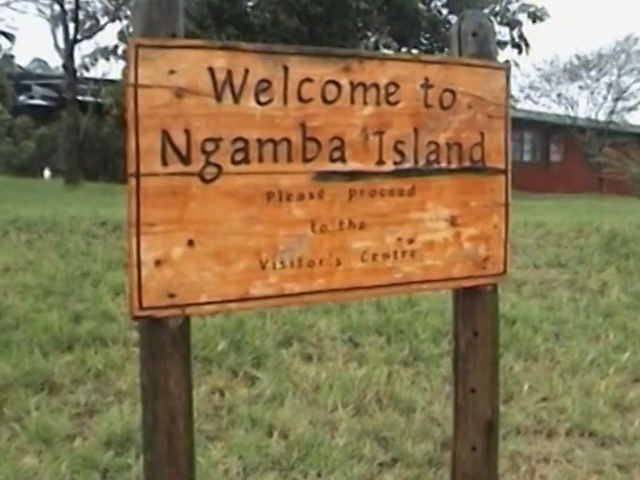 Welcome to
Ngamba Island
Please proceed
to the
Visitor's Centre